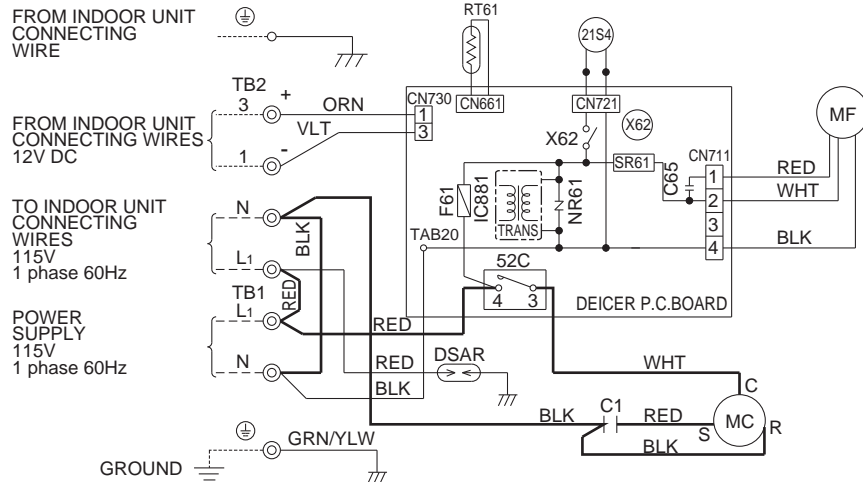 FROM INDOOR UNIT
CONNECTING
WIRE
RT61
21S4
TB2
3 +
ORN
CN730
1
3
CN661
CN721
X62
X62
MF
FROM INDOOR UNIT
CONNECTING WIRES
12V DC
VLT
1 -
SR61
C65
CN711
1
2
3
4
RED
WHT
BLK
F61
IC881
TRANS
NR61
TO INDOOR UNIT
CONNECTING
WIRES
115V
1 phase 60Hz
N
BLK
L1
TAB20
52C
4 3
DEICER P.C.BOARD
RED
TB1
L1
RED
POWER
SUPPLY
115V
1 phase 60Hz
N
RED
DSAR
BLK
WHT
C
BLK
C1
RED
S
MC
R
BLK
GRN/YLW
GROUND